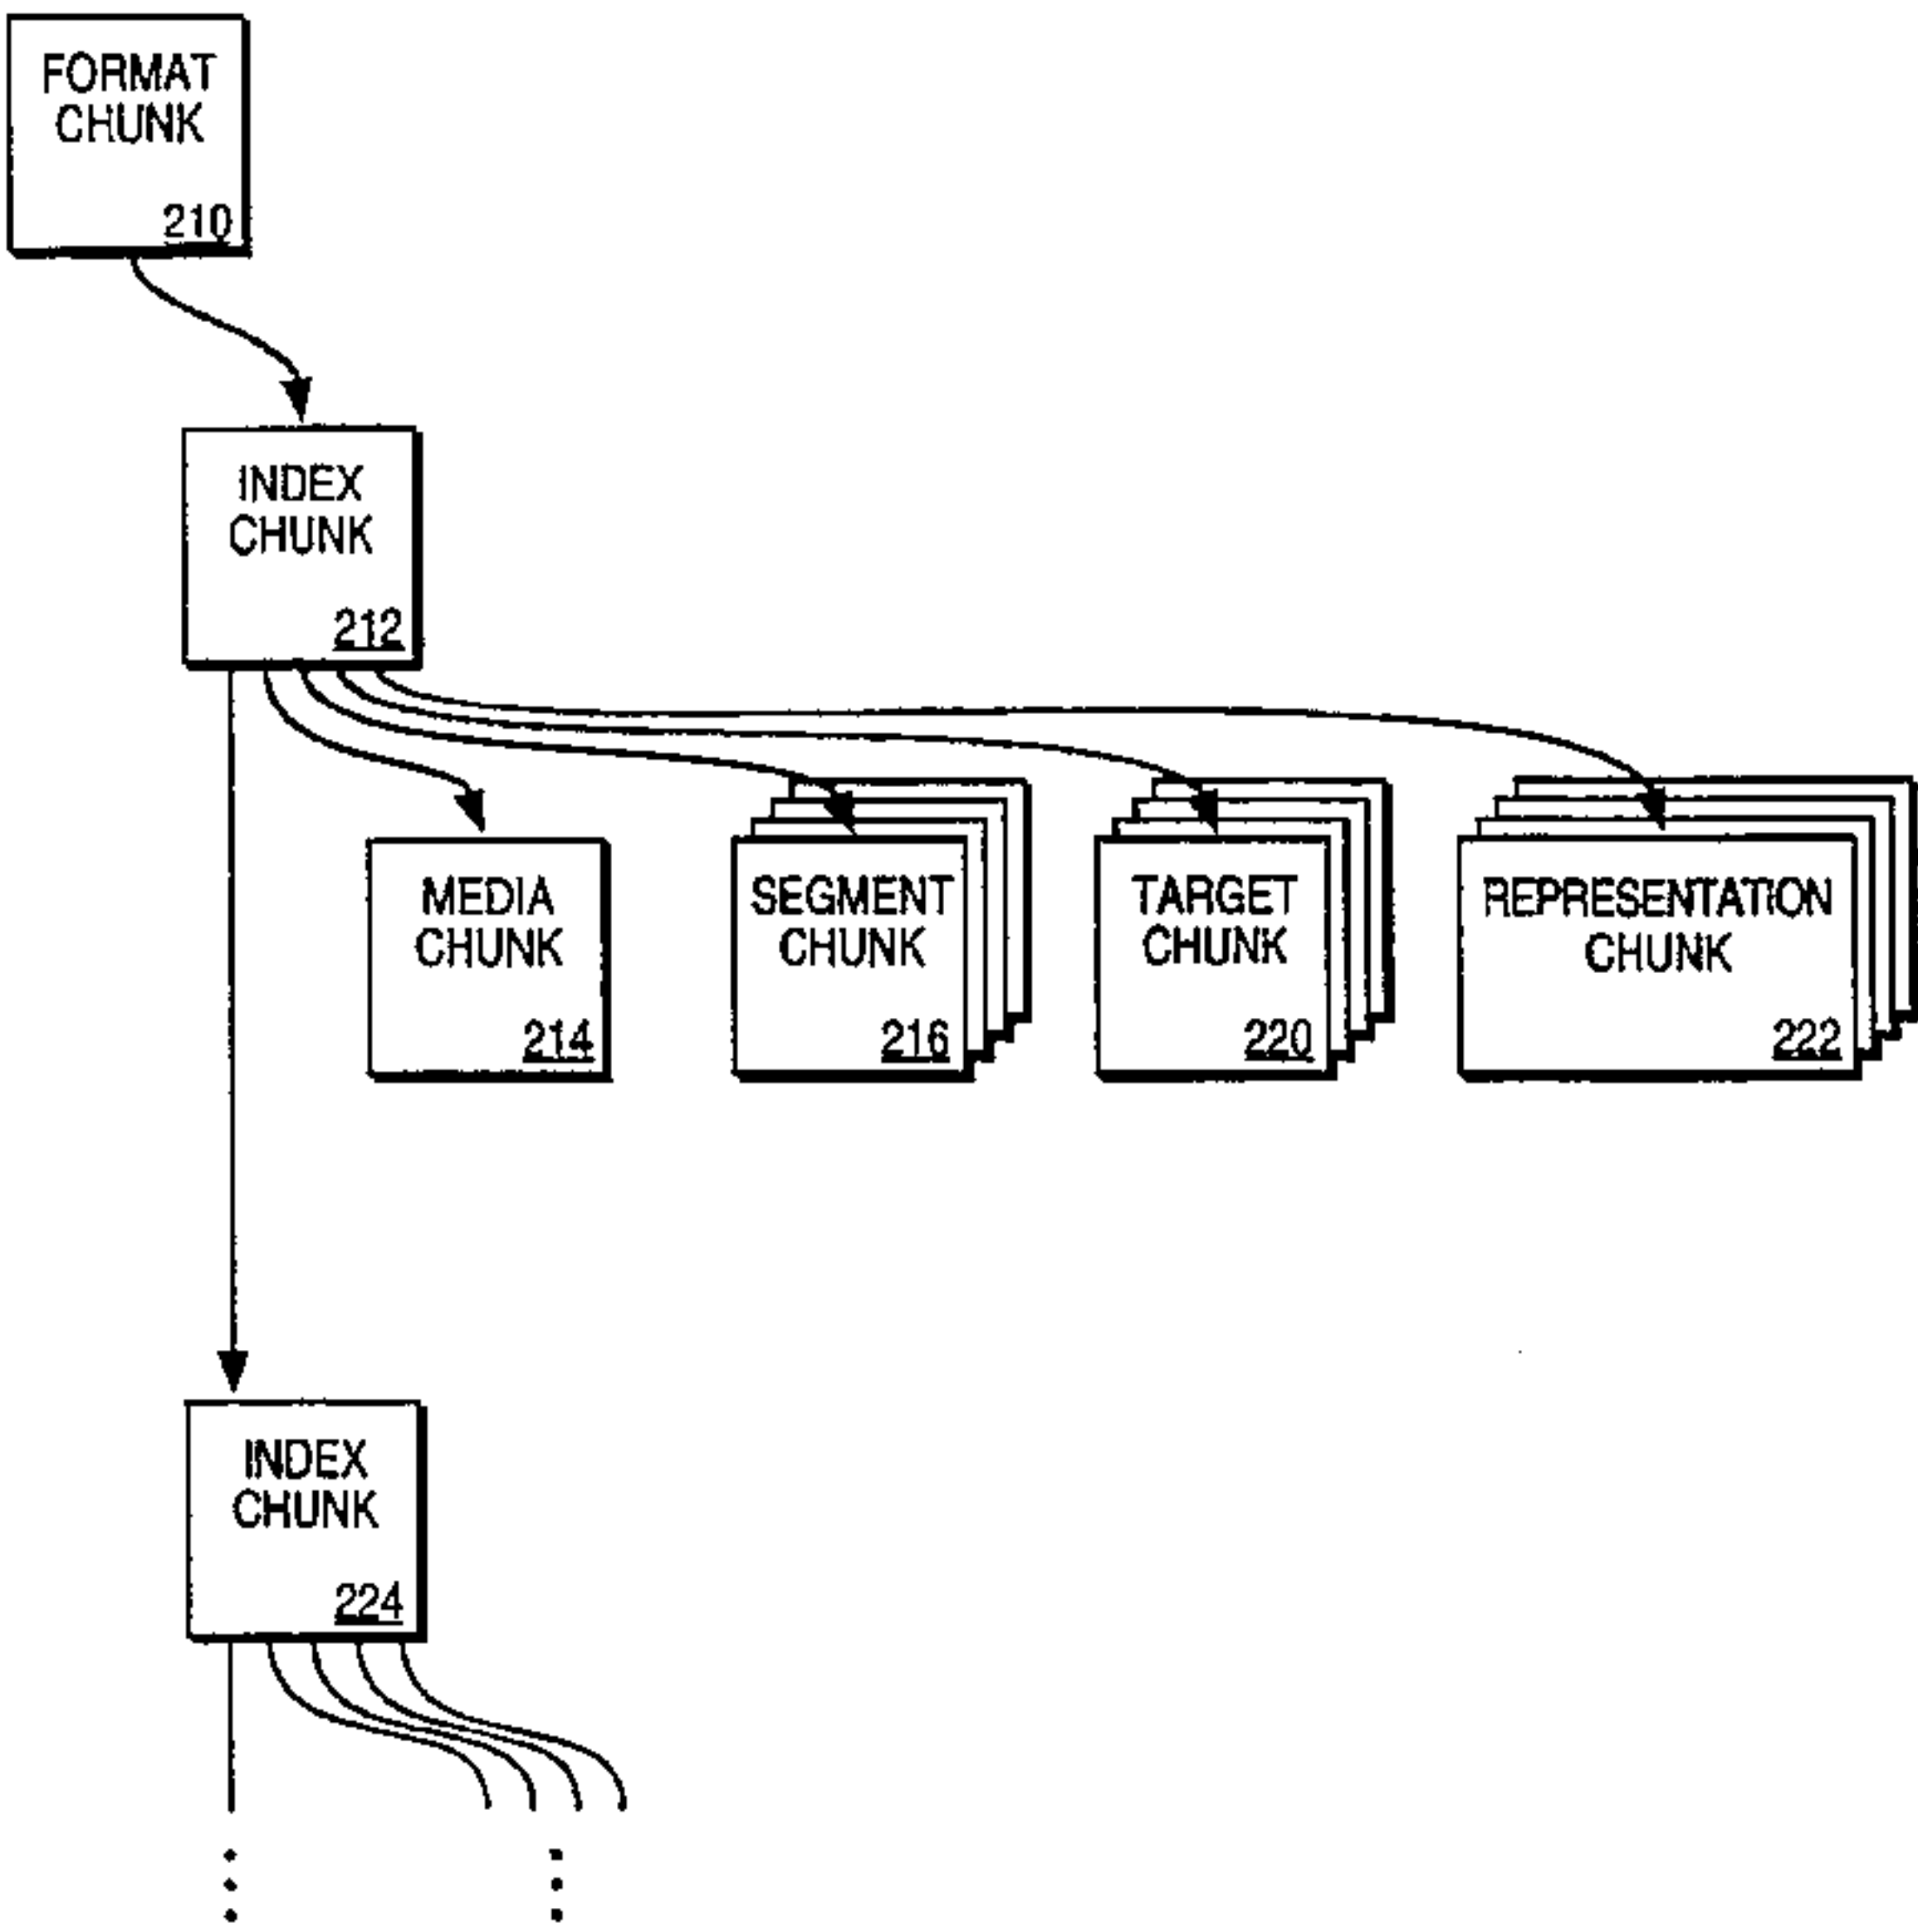 FORMAT
CHUNK
210
INDEX
CHUNK
212
MEDIA
CHUNK
214
SEGMENT
CHUNK
216
TARGET
CHUNK
220
REPRESENTATION
CHUNK
222
INDEX
CHUNK
224